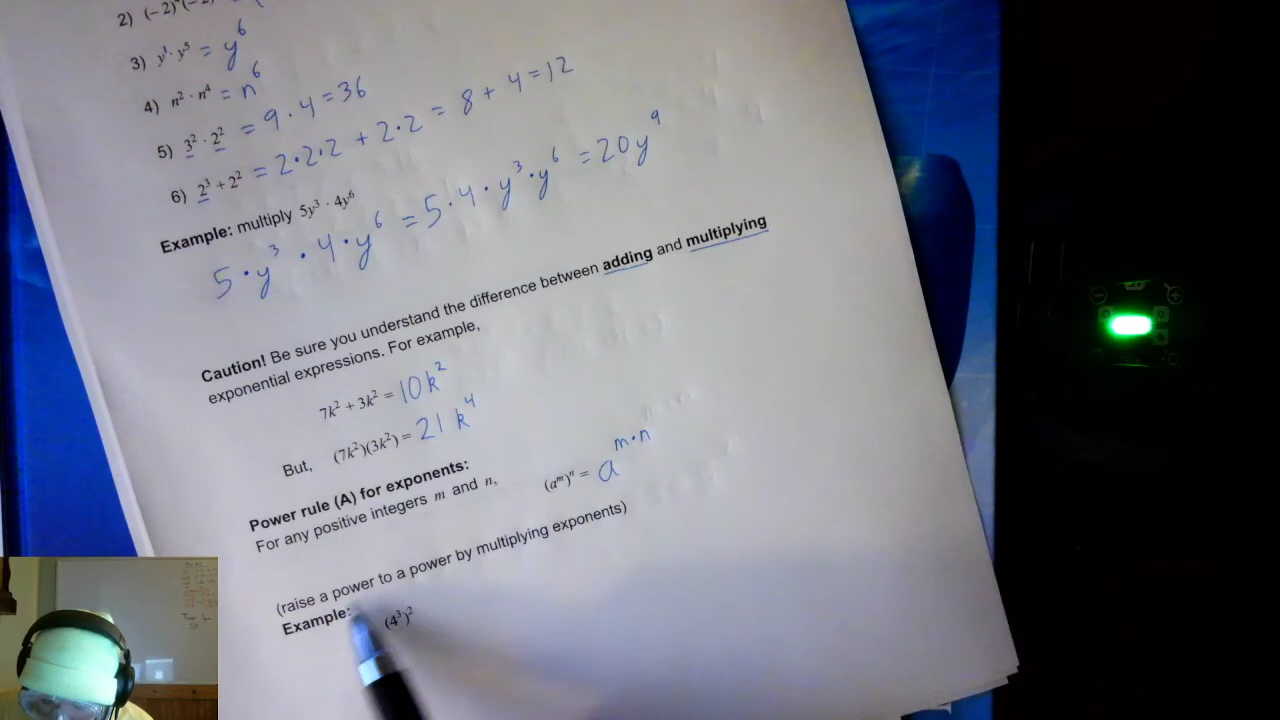 2) (-2)
3) y¹ · y⁵ = y⁶
4) n² · n⁴ = n⁶
5) 3² · 2² = 9 · 4 = 36
6) 2³ + 2² = 2·2·2 + 2·2 = 8 + 4 = 12
Example: multiply 5y³ · 4y⁶
5 · y³ · 4 · y⁶ = 5 · 4 · y³ · y⁶ = 20y⁹
Caution! Be sure you understand the difference between adding and multiplying
exponential expressions. For example,
7k² + 3k² = 10k²
But, (7k²)(3k²) = 21k⁴
Power rule (A) for exponents:
For any positive integers m and n, (aᵐ)ⁿ = aᵐ·ⁿ
(raise a power to a power by multiplying exponents)
Example: (4³)²